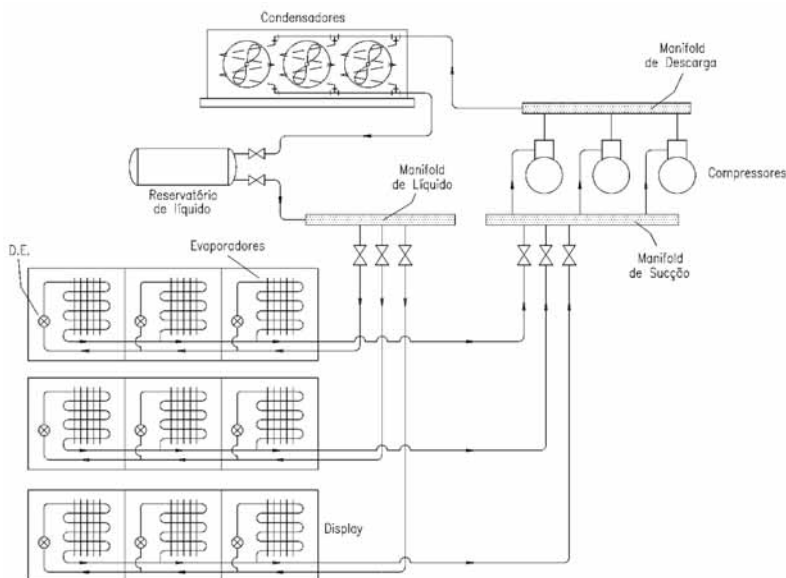 Condensadores
Manifold
de Descarga
Compressores
Reservatório
de líquido
Manifold
de Líquido
Manifold
de Sucção
D.E.
Evaporadores
Display